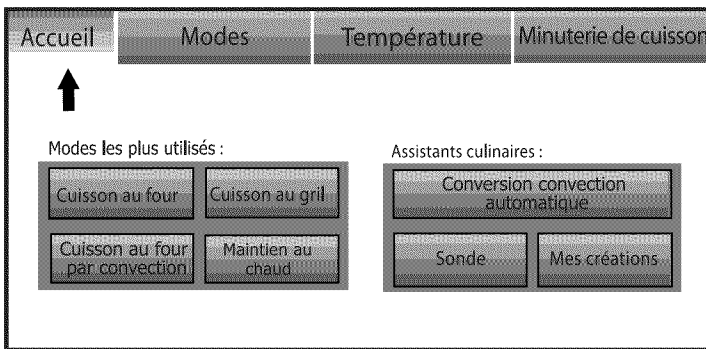 Accueil Modes Température Minuterie de cuisson
Modes les plus utilisés :
Cuisson au four Cuisson au gril
Cuisson au four
par convection
Maintien au
chaud
Assistants culinaires :
Conversion convection
automatique
Sonde Mes créations